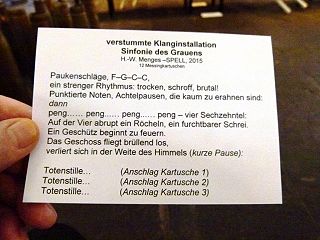 verstummte Klanginstallation
Sinfonie des Grauens
H.-W. Menges –SPELL, 2015
12 Messingkartuschen
Paukenschläge, F–G–C–C,
ein strenger Rhythmus: trocken, schroff, brutal!
Punktierte Noten, Achtelpausen, die kaum zu erahnen sind:
dann
peng…… peng… peng….. peng – vier Sechzehntel:
Auf der Vier abrupt ein Röcheln, ein furchtbarer Schrei.
Ein Geschütz beginnt zu feuern.
Das Geschoss fliegt brüllend los,
verliert sich in der Weite des Himmels (kurze Pause):
Totenstille… (Anschlag Kartusche 1)
Totenstille… (Anschlag Kartusche 2)
Totenstille… (Anschlag Kartusche 3)